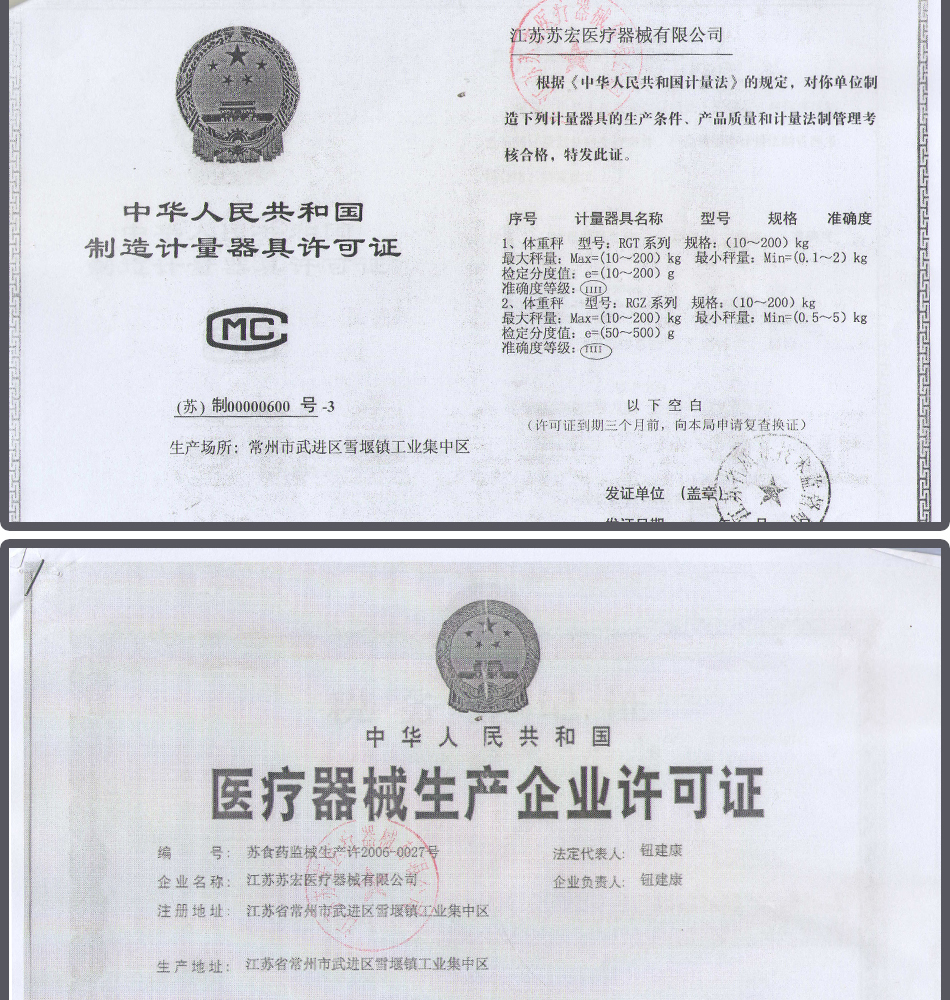 中华人民共和国
制造计量器具许可证
MC
(苏) 制00000600 号 -3
生产场所：常州市武进区雪堰镇工业集中区
江苏苏宏医疗器械有限公司
根据《中华人民共和国计量法》的规定，对你单位制
造下列计量器具的生产条件、产品质量和计量法制管理考
核合格，特发此证。
序号 计量器具名称 型号 规格 准确度
1、体重秤 型号：RGT 系列 规格：（10～200）kg
最大秤量：Max=(10～200) kg 最小秤量：Min=(0.1～2) kg
检定分度值：e=(10～200) g
准确度等级：IIII
2、体重秤 型号：RGZ 系列 规格：（10～200）kg
最大秤量：Max=(10～200) kg 最小秤量：Min=(0.5～5) kg
检定分度值：e=(50～500) g
准确度等级：IIII
以下空白
（许可证到期三个月前，向本局申请复查换证）
发证单位 （盖章）
中华人民共和国
医疗器械生产企业许可证
编 号： 苏食药监械生产许2006-0027号
法定代表人： 钮建康
企业名称： 江苏苏宏医疗器械有限公司
企业负责人： 钮建康
注册地址： 江苏省常州市武进区雪堰镇工业集中区
生产地址： 江苏省常州市武进区雪堰镇工业集中区